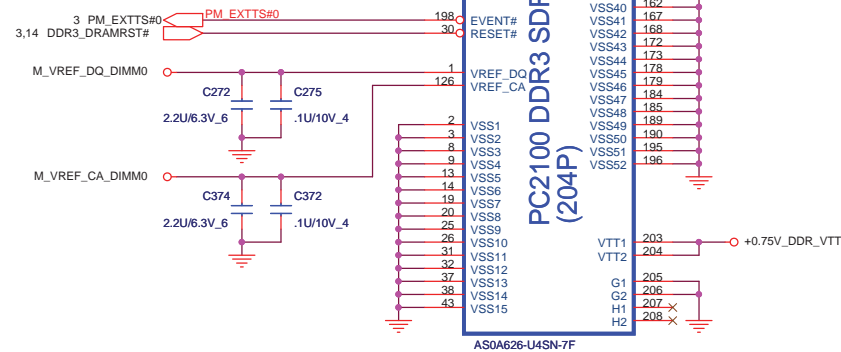 VSS40 162
VSS41 167
3 PM_EXTTS#0 PM_EXTTS#0 198 EVENT# VSS42 168
3,14 DDR3_DRAMRST# 30 RESET# VSS43 172
VSS44 173
M_VREF_DQ_DIMM0 1 VREF_DQ VSS45 178
126 VREF_CA VSS46 179
VSS47 184
C272 C275 VSS48 185
VSS49 189
2.2U/6.3V_6 .1U/10V_4 2 VSS1 VSS50 190
3 VSS2 VSS51 195
8 VSS3 VSS52 196
9 VSS4
M_VREF_CA_DIMM0 13 VSS5
14 VSS6
C374 C372 19 VSS7
20 VSS8
2.2U/6.3V_6 .1U/10V_4 25 VSS9
26 VSS10 VTT1 203 +0.75V_DDR_VTT
31 VSS11 VTT2 204
32 VSS12
37 VSS13 G1 205
38 VSS14 G2 206
43 VSS15 H1 207
H2 208
PC2100 DDR3 SDR
(204P)
AS0A626-U4SN-7F